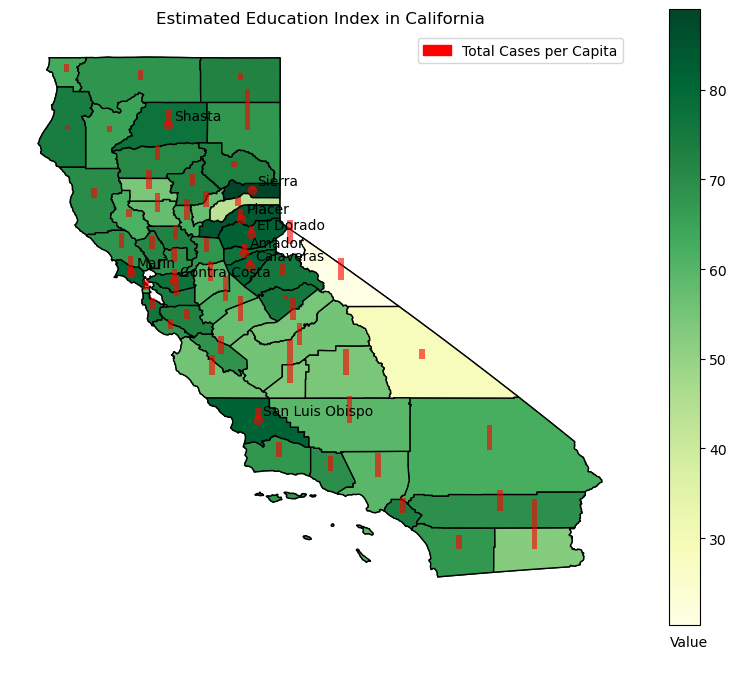 Estimated Education Index in California
Total Cases per Capita
Shasta
Sierra
Placer
El Dorado
Amador
Calaveras
Marin
Contra Costa
San Luis Obispo
80
70
60
50
40
30
Value